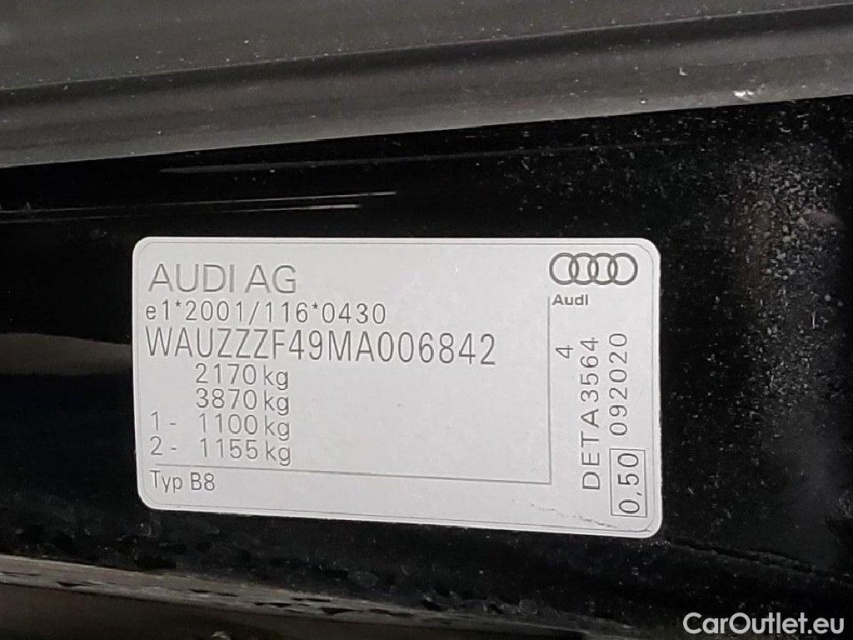 AUDI AG
e1*2001/116*0430
WAUZZZF49MA006842
2170 kg
3870 kg
1 - 1100 kg
2 - 1155 kg
Typ B8
Audi
4
DETA3564
0,50 092020
CarOutlet.eu